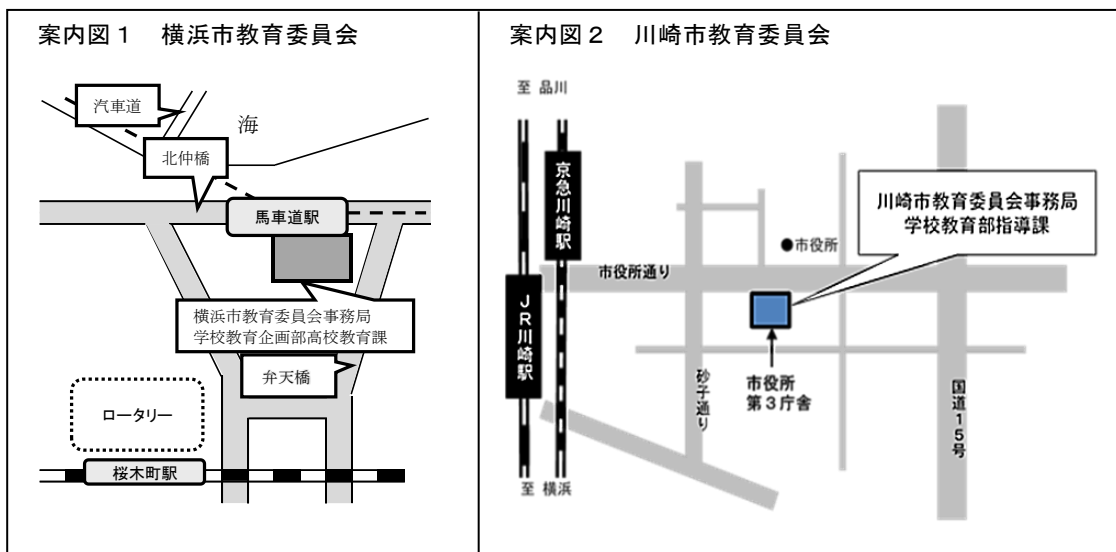 案内図1　横浜市教育委員会
汽車道
海
北仲橋
馬車道駅
横浜市教育委員会事務局
学校教育企画部高校教育課
弁天橋
ロータリー
桜木町駅
案内図2　川崎市教育委員会
至 品川
京急川崎駅
川崎市教育委員会事務局
学校教育部指導課
●市役所
市役所通り
JR川崎駅
市役所
第3庁舎
砂子通り
国道15号
至 横浜